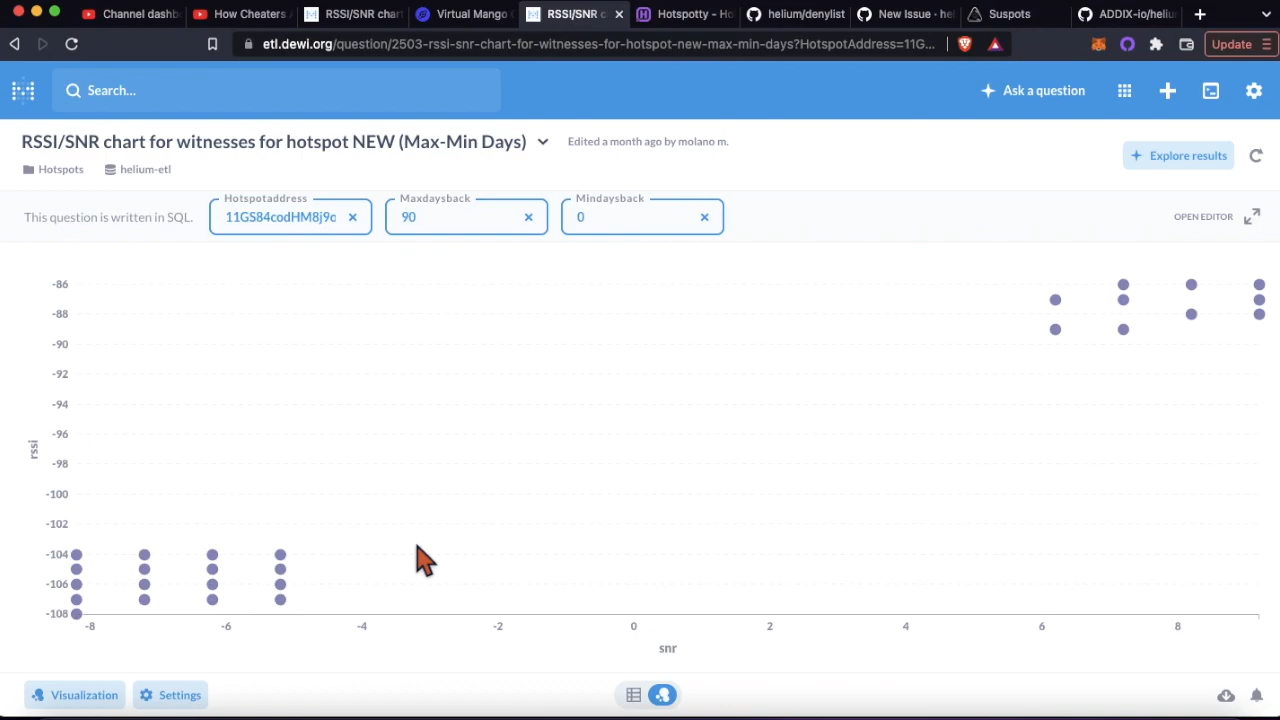 Channel dashb
How Cheaters
RSSI/SNR chart
Virtual Mango
RSSI/SNR c
Hotspotty - Ho
helium/denylist
New Issue · hel
Suspots
ADDIX-io/heliu
etl.dewi.org/question/2503-rssi-snr-chart-for-witnesses-for-hotspot-new-max-min-days?HotspotAddress=11G...
Update
Search...
Ask a question
RSSI/SNR chart for witnesses for hotspot NEW (Max-Min Days)
Edited a month ago by molano m.
Hotspots
helium-etl
Explore results
This question is written in SQL.
Hotspotaddress
11GS84codHM8j9c
Maxdaysback
90
Mindaysback
0
OPEN EDITOR
-86
-88
-90
-92
-94
-96
-98
-100
-102
-104
-106
-108
rssi
-8
-6
-4
-2
0
2
4
6
8
snr
Visualization
Settings